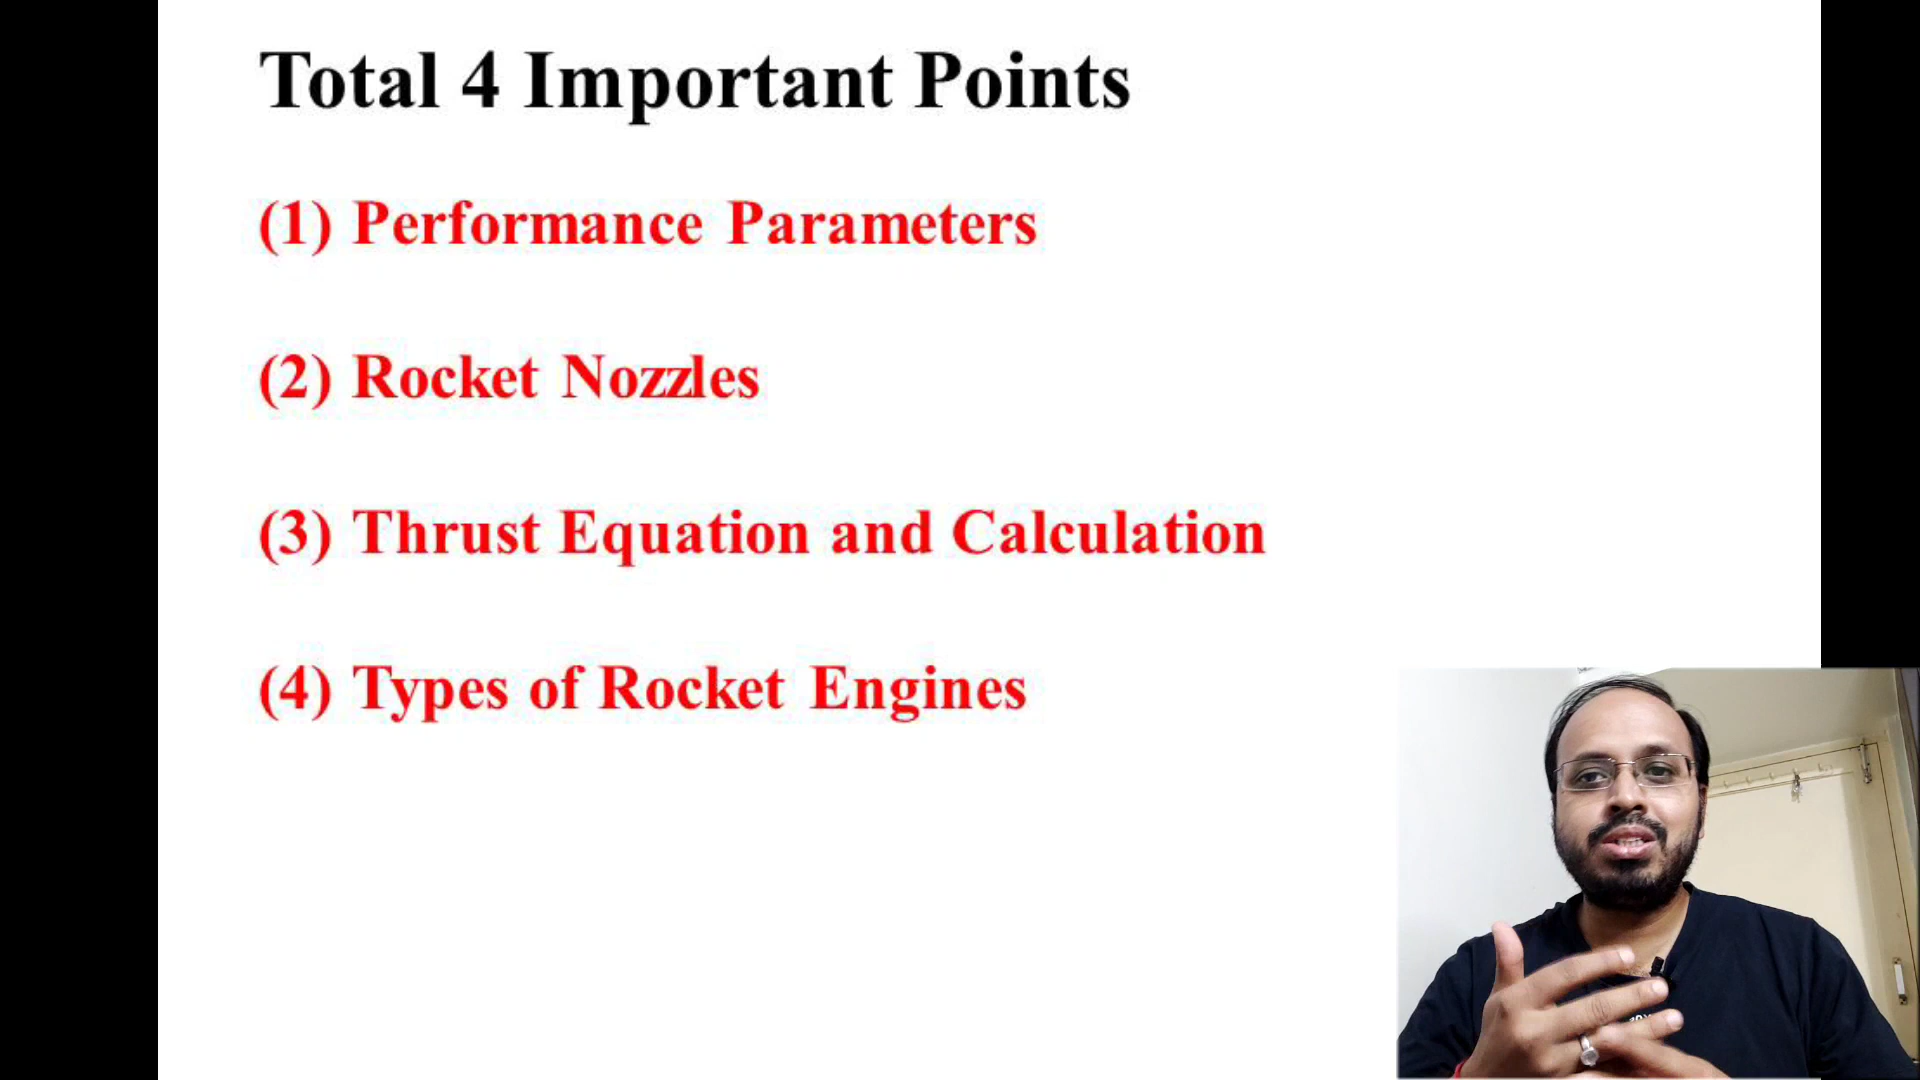 Total 4 Important Points
(1) Performance Parameters
(2) Rocket Nozzles
(3) Thrust Equation and Calculation
(4) Types of Rocket Engines